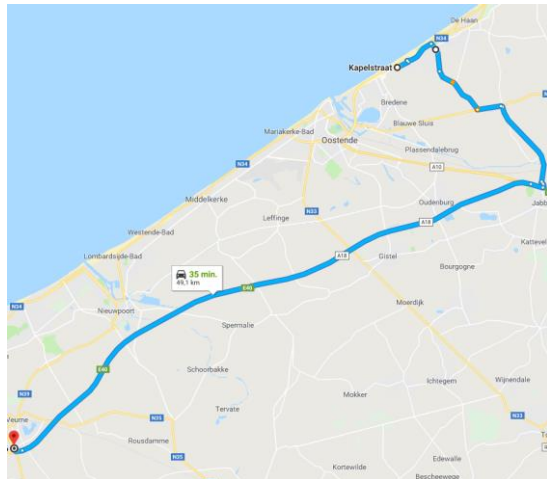 De Haan
N34
Kapelstraat
Bredene
Blauwe Sluis
Mariakerke-Bad
Oostende
Plassendalebrug
N34
A10
Middelkerke
Oudenburg
Jabb
Leffinge
N33
A18
Westende-Bad
Kattevel
A18
Gistel
Lombardsijde-Bad
Bourgogne
35 min.
49,1 km
E40
N34
Nieuwpoort
Moerdijk
Spermalie
Schoorbakke
E40
Ichtegem
Wijnendale
N39
Mokker
Tervate
Veurne
N35
N33
Rousdamme
Edewalle
N35
Kortewilde
Bescheewege